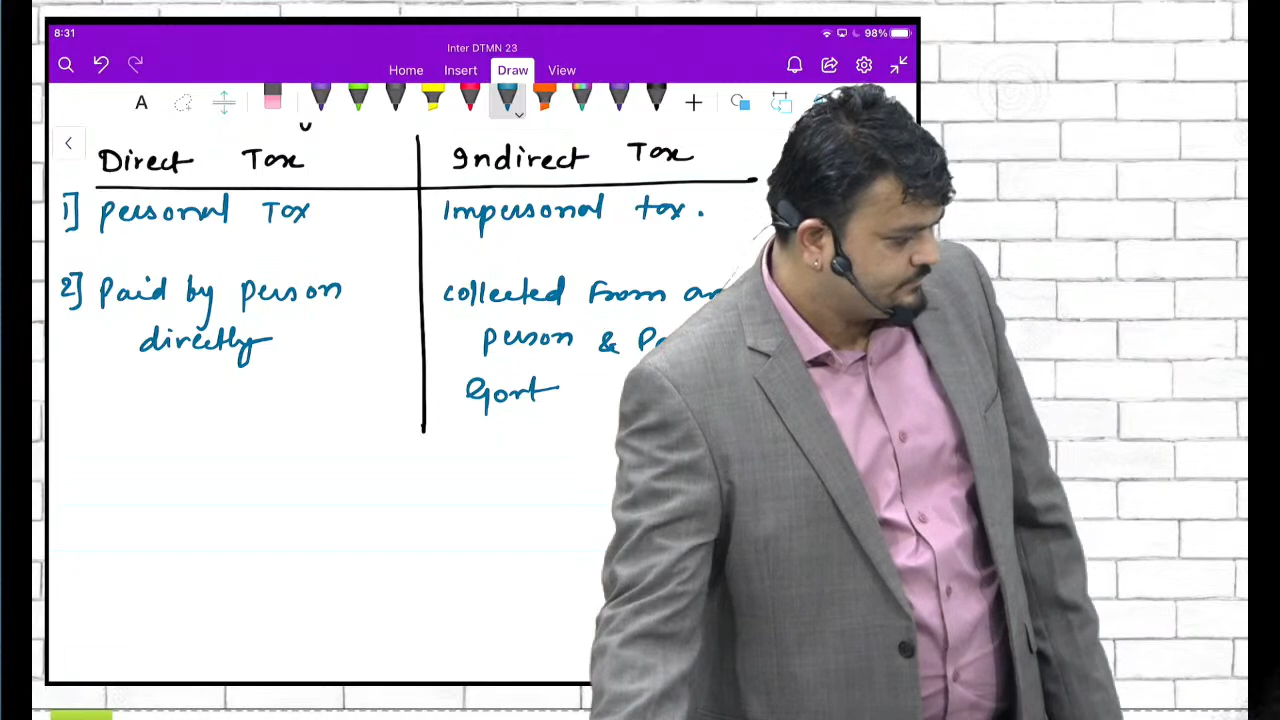 8:31
98%
Inter DTMN 23
Home Insert Draw View
A
Direct Tax Indirect Tax
1] Personal Tax Impersonal tax.
2] Paid by person collected from
directly person &
Govt